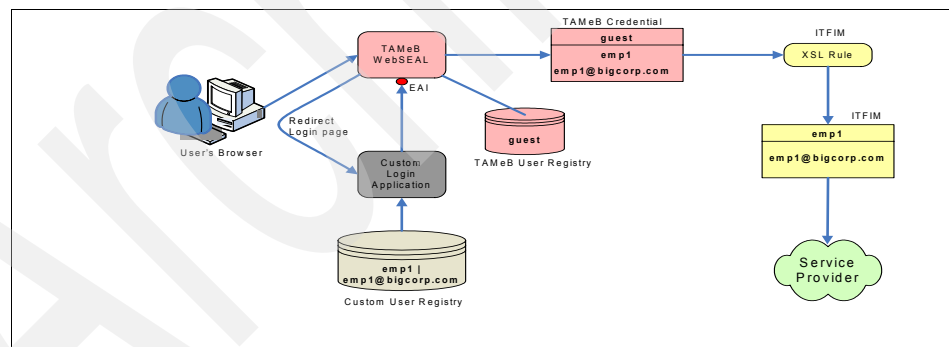 TAMeB Credential
guest
emp1
emp1@bigcorp.com
ITFIM
XSL Rule
TAMeB
WebSEAL
EAI
Redirect
Login page
User's Browser
guest
TAMeB User Registry
Custom
Login
Application
emp1 |
emp1@bigcorp.com
Custom User Registry
ITFIM
emp1
emp1@bigcorp.com
Service
Provider